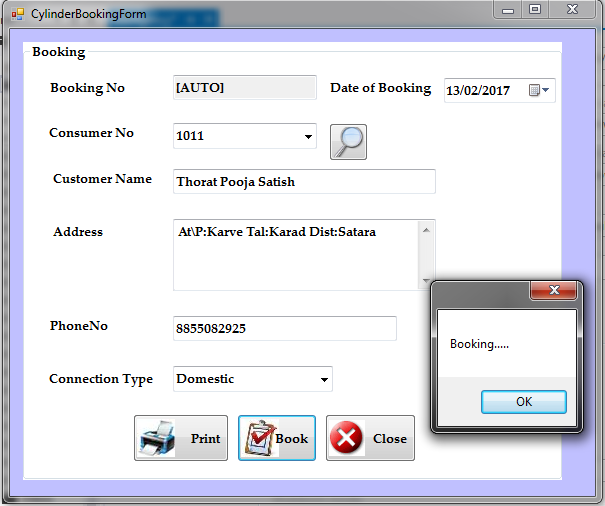 CylinderBookingForm
Booking
Booking No [AUTO] Date of Booking 13/02/2017
Consumer No 1011
Customer Name Thorat Pooja Satish
Address At\P:Karve Tal:Karad Dist:Satara
PhoneNo 8855082925
Booking.....
Connection Type Domestic
OK
Print Book Close